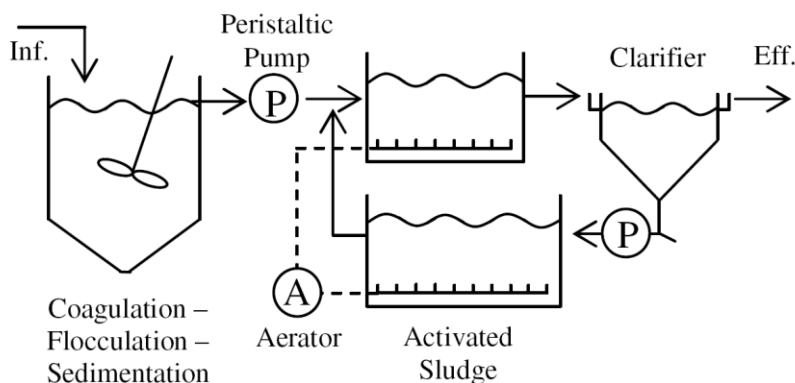 Inf.
Peristaltic
Pump
P
Clarifier
Eff.
P
A
Aerator
Coagulation –
Flocculation –
Sedimentation
Activated
Sludge